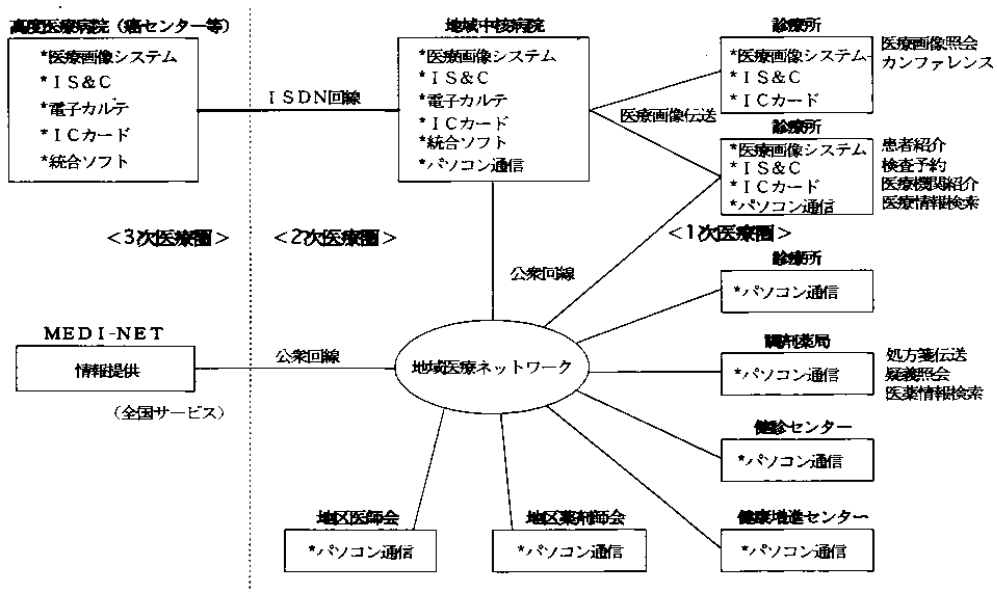 高度医療病院（癌センター等）
*医療画像システム
*ＩＳ&Ｃ
*電子カルテ
*ＩＣカード
*統合ソフト
ＩＳDN回線
地域中核病院
*医療画像システム
*ＩＳ&Ｃ
*電子カルテ
*ＩＣカード
*統合ソフト
*パソコン通信
医療画像伝送
診療所
*医療画像システム
*ＩＳ&Ｃ
*ＩＣカード
医療画像照会
カンファレンス
診療所
*医療画像システム
*ＩＳ&Ｃ
*ＩＣカード
*パソコン通信
患者紹介
検査予約
医療機関紹介
医療情報検索
＜3次医療圏＞
＜2次医療圏＞
＜1次医療圏＞
公衆回線
診療所
*パソコン通信
ＭＥＤＩ-ＮＥＴ
情報提供
（全国サービス）
公衆回線
地域医療ネットワーク
調剤薬局
*パソコン通信
処方箋伝送
疑義照会
医薬情報検索
健診センター
*パソコン通信
地区医師会
*パソコン通信
地区薬剤師会
*パソコン通信
健康増進センター
*パソコン通信